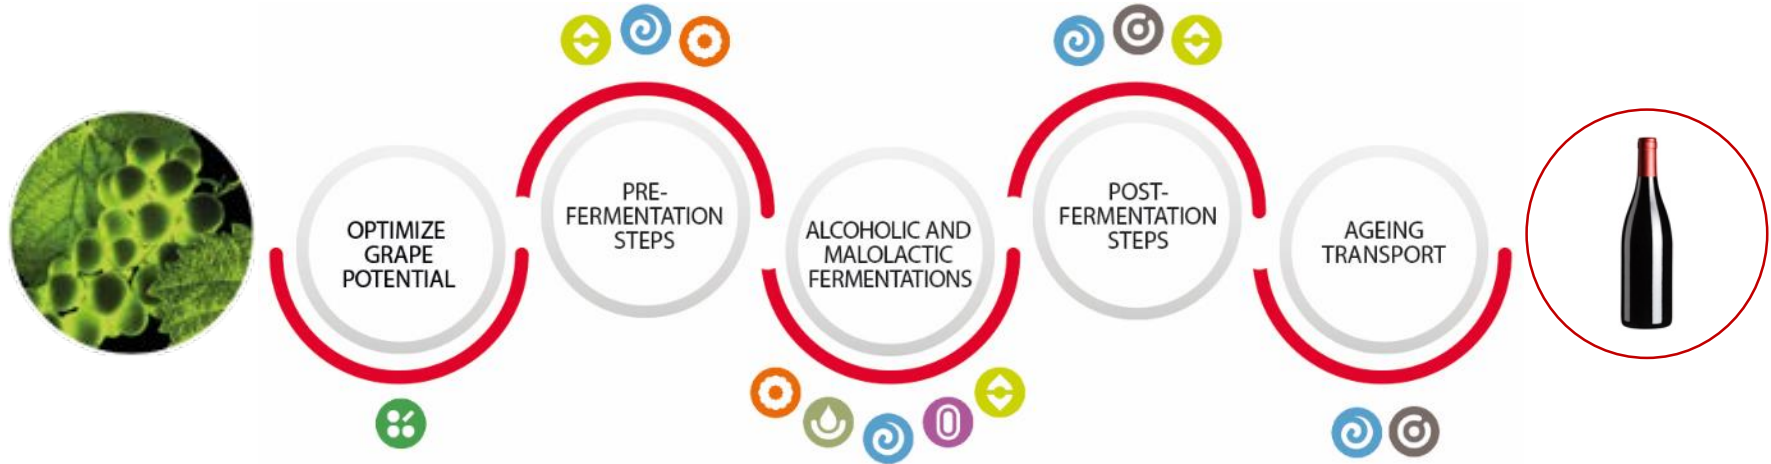 OPTIMIZE
GRAPE
POTENTIAL
PRE-
FERMENTATION
STEPS
ALCOHOLIC AND
MALOLACTIC
FERMENTATIONS
POST-
FERMENTATION
STEPS
AGEING
TRANSPORT